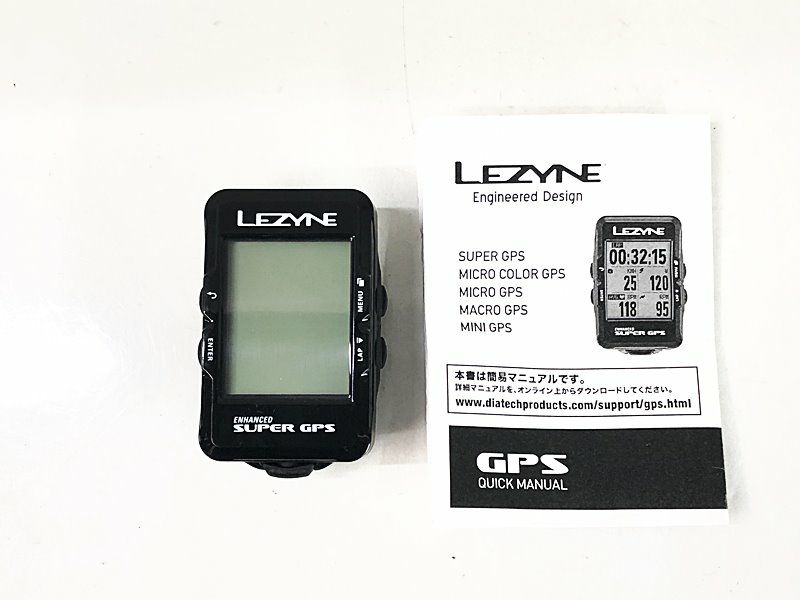 LEZYNE
MENU
ENTER
LAP
ENHANCED
SUPER GPS
LEZYNE
Engineered Design
SUPER GPS
MICRO COLOR GPS
MICRO GPS
MACRO GPS
MINI GPS
LEZYNE
00:32:15
25 120
118 95
ENHANCED
SUPER GPS
本書は簡易マニュアルです。
詳細マニュアルを、オンライン上からダウンロードしてください。
www.diatechproducts.com/support/gps.html
GPS
QUICK MANUAL